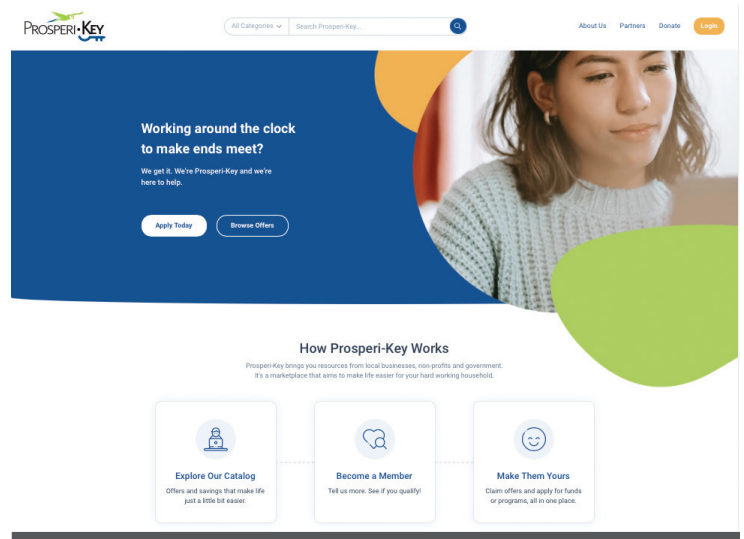 PROSPERI•KEY
All Categories
Search Prosperi-Key...
About Us
Partners
Donate
Login
Working around the clock
to make ends meet?
We get it. We're Prosperi-Key and we're
here to help.
Apply Today
Browse Offers
How Prosperi-Key Works
Prosperi-Key brings you resources from local businesses, non-profits and government.
It's a marketplace that aims to make life easier for your hard working household.
Explore Our Catalog
Offers and savings that make life
just a little bit easier.
Become a Member
Tell us more. See if you qualify!
Make Them Yours
Claim offers and apply for funds
or programs, all in one place.